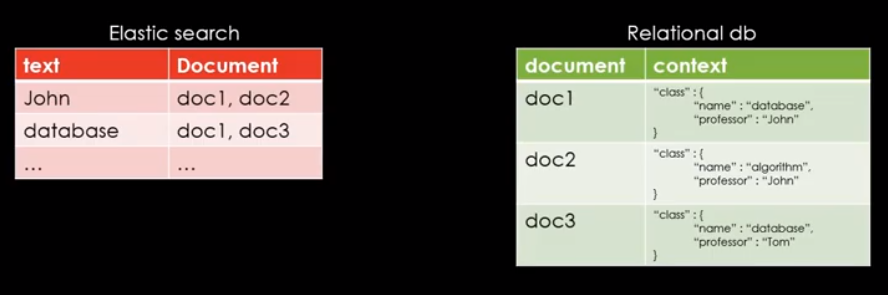 Elastic search
text Document
John doc1, doc2
database doc1, doc3
... ...
Relational db
document context
doc1 "class" : {
"name" : "database",
"professor" : "John"
}
doc2 "class" : {
"name" : "algorithm",
"professor" : "John"
}
doc3 "class" : {
"name" : "database",
"professor" : "Tom"
}